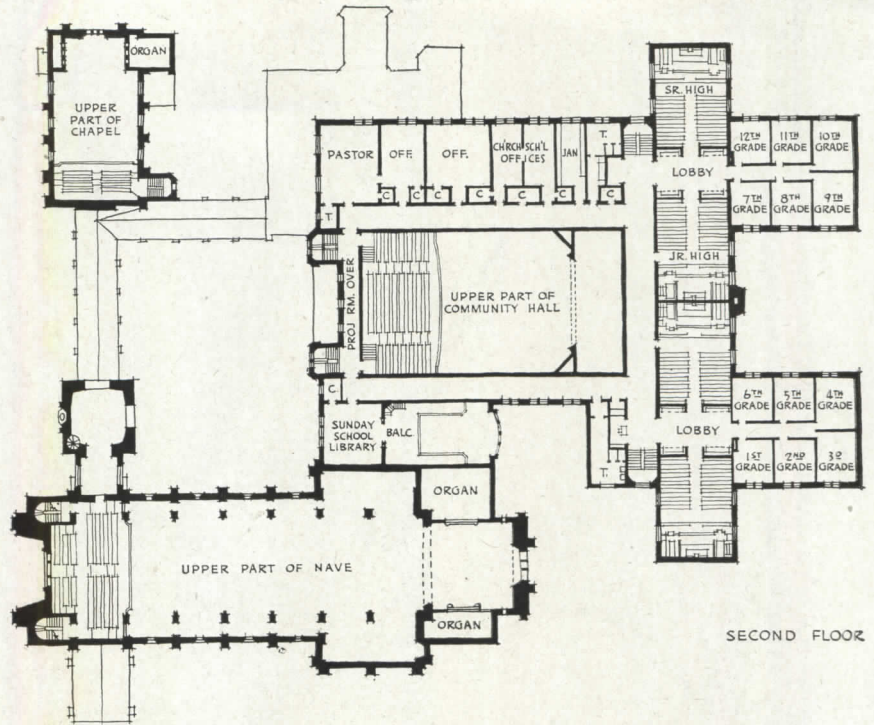 ORGAN
UPPER
PART OF
CHAPEL
PASTOR
OFF.
OFF.
CH'RCH SCH'L
OFFICES
JAN
T.
C
C
C
C
C
C
C
T.
SR. HIGH
LOBBY
12TH
GRADE
11TH
GRADE
10TH
GRADE
7TH
GRADE
8TH
GRADE
9TH
GRADE
JR. HIGH
PROJ. RM. OVER
UPPER PART OF
COMMUNITY HALL
C.
SUNDAY
SCHOOL
LIBRARY
BALC.
T.
LOBBY
6TH
GRADE
5TH
GRADE
4TH
GRADE
1ST
GRADE
2ND
GRADE
3D
GRADE
ORGAN
UPPER PART OF NAVE
ORGAN
SECOND FLOOR